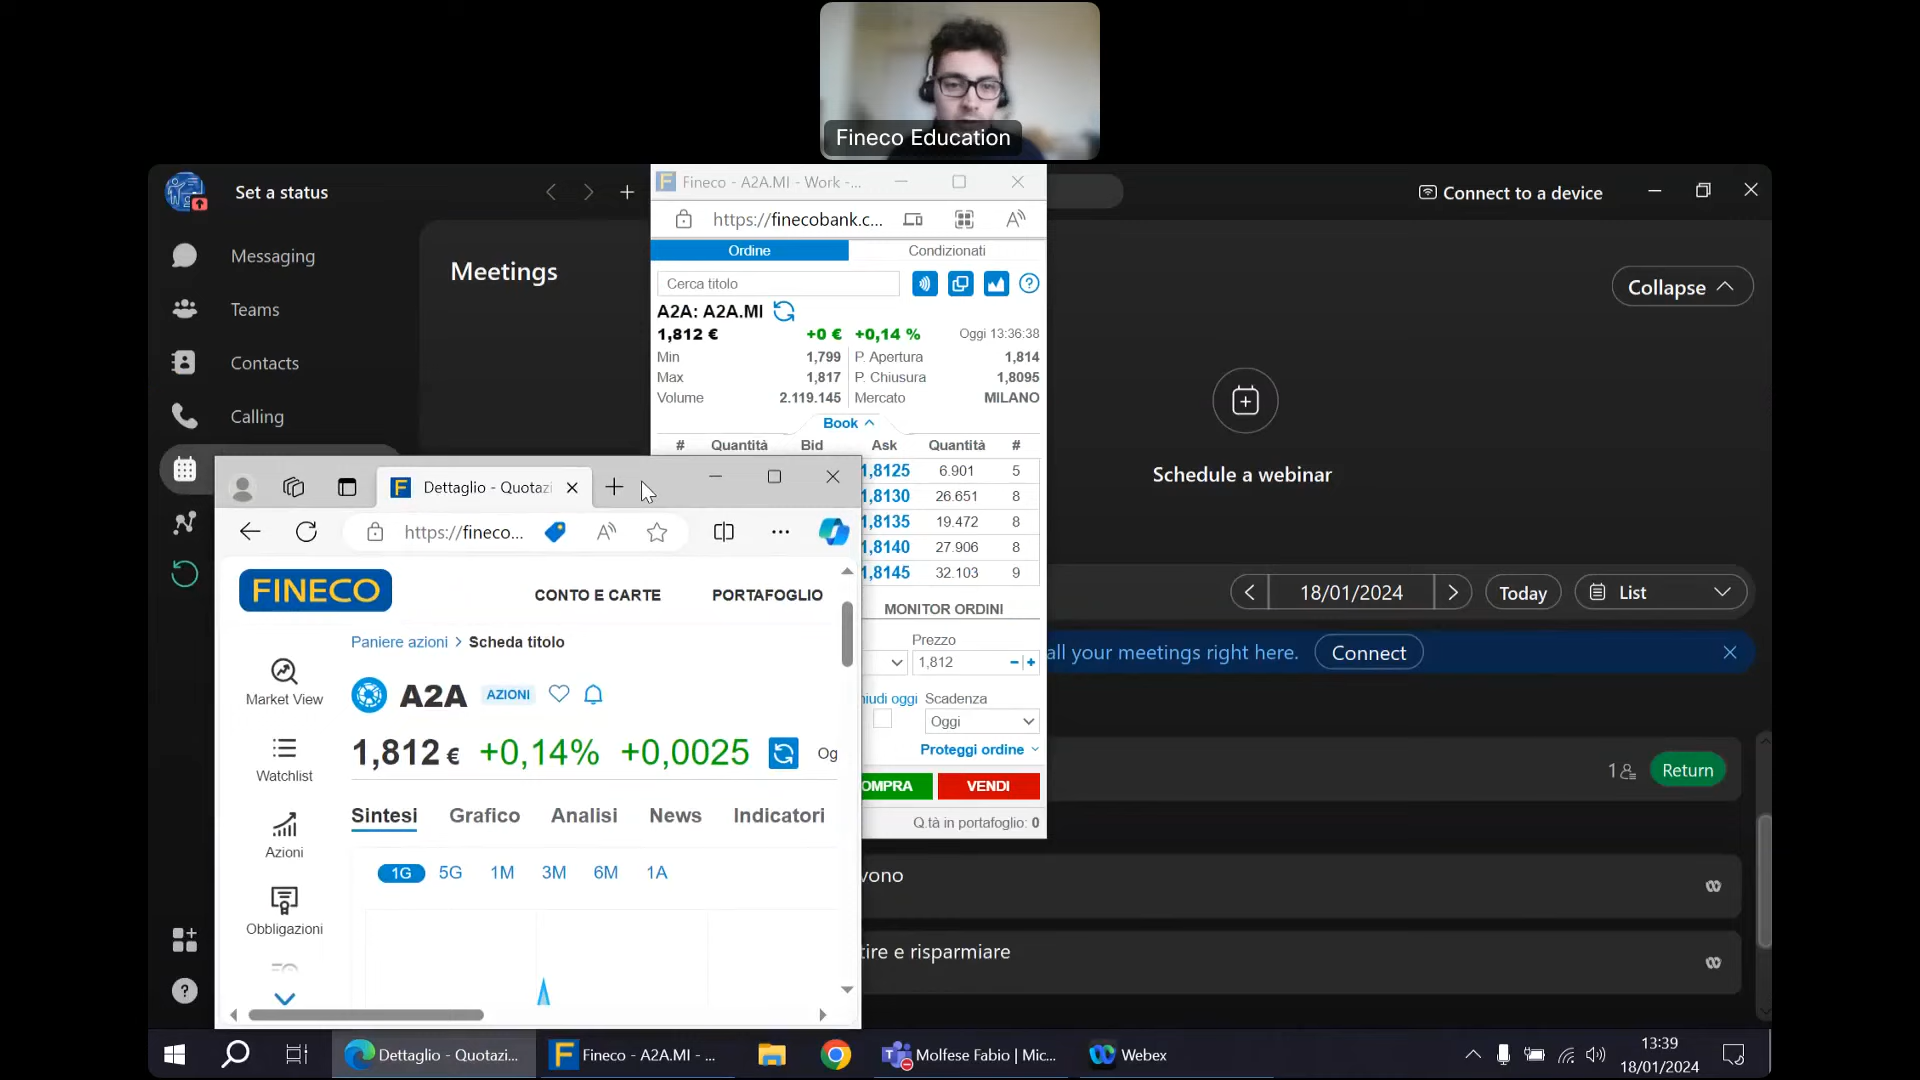 Fineco Education
Set a status
Connect to a device
Messaging
Teams
Contacts
Calling
Meetings
Collapse
Schedule a webinar
18/01/2024
Today
List
all your meetings right here.
Connect
1
Return
vono
tire e risparmiare
Fineco - A2A.MI - Work -...
https://finecobank.c...
Ordine
Condizionati
Cerca titolo
A2A: A2A.MI
1,812 € +0 € +0,14 % Oggi 13:36:38
Min 1,799 P. Apertura 1,814
Max 1,817 P. Chiusura 1,8095
Volume 2.119.145 Mercato MILANO
Book
# Quantità Bid Ask Quantità #
1,8125 6.901 5
1,8130 26.651 8
1,8135 19.472 8
1,8140 27.906 8
1,8145 32.103 9
MONITOR ORDINI
Prezzo
1,812
iudi oggi Scadenza
Oggi
Proteggi ordine
OMPRA VENDI
Q.tà in portafoglio: 0
Dettaglio - Quotazi
https://fineco...
FINECO
CONTO E CARTE PORTAFOGLIO
Market View
Watchlist
Azioni
Obbligazioni
Paniere azioni > Scheda titolo
A2A AZIONI
1,812 € +0,14% +0,0025 Og
Sintesi Grafico Analisi News Indicatori
1G 5G 1M 3M 6M 1A
Dettaglio - Quotazi...
Fineco - A2A.MI - ...
Molfese Fabio | Mic...
Webex
13:39
18/01/2024